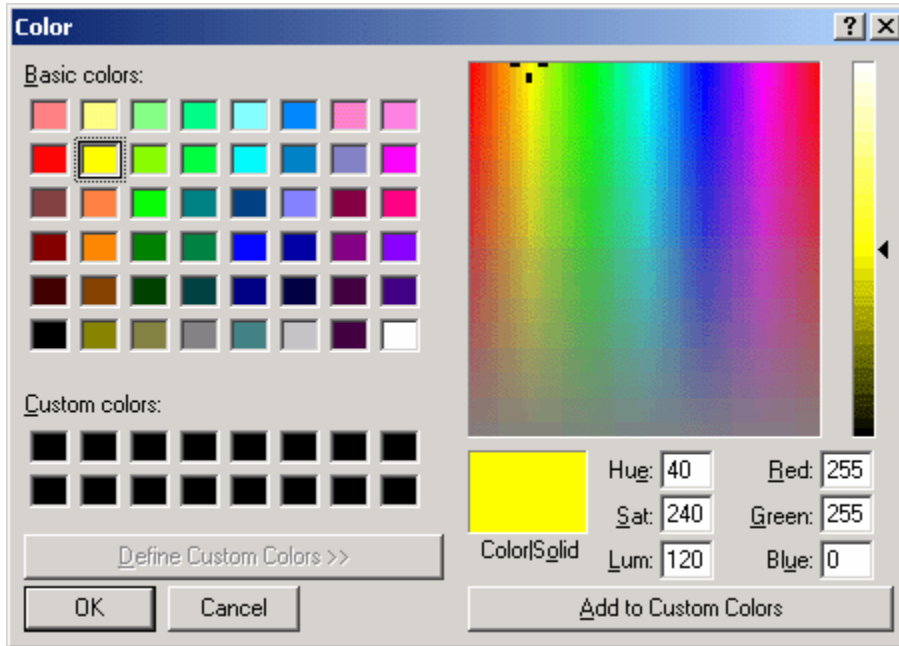 Color
Basic colors:
Custom colors:
Define Custom Colors >>
OK Cancel
Color|Solid
Hue: 40 Red: 255
Sat: 240 Green: 255
Lum: 120 Blue: 0
Add to Custom Colors